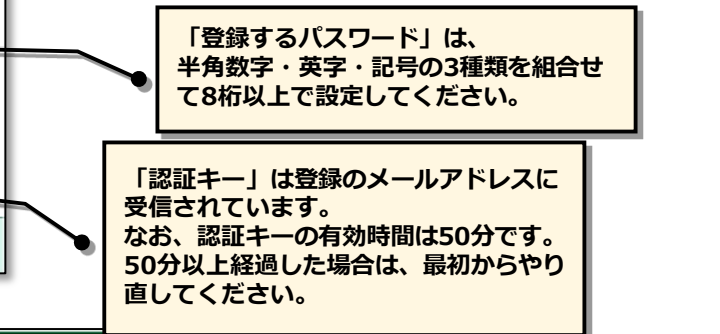 「登録するパスワード」は、
半角数字・英字・記号の3種類を組合せ
て8桁以上で設定してください。
「認証キー」は登録のメールアドレスに
受信されています。
なお、認証キーの有効時間は50分です。
50分以上経過した場合は、最初からやり
直してください。